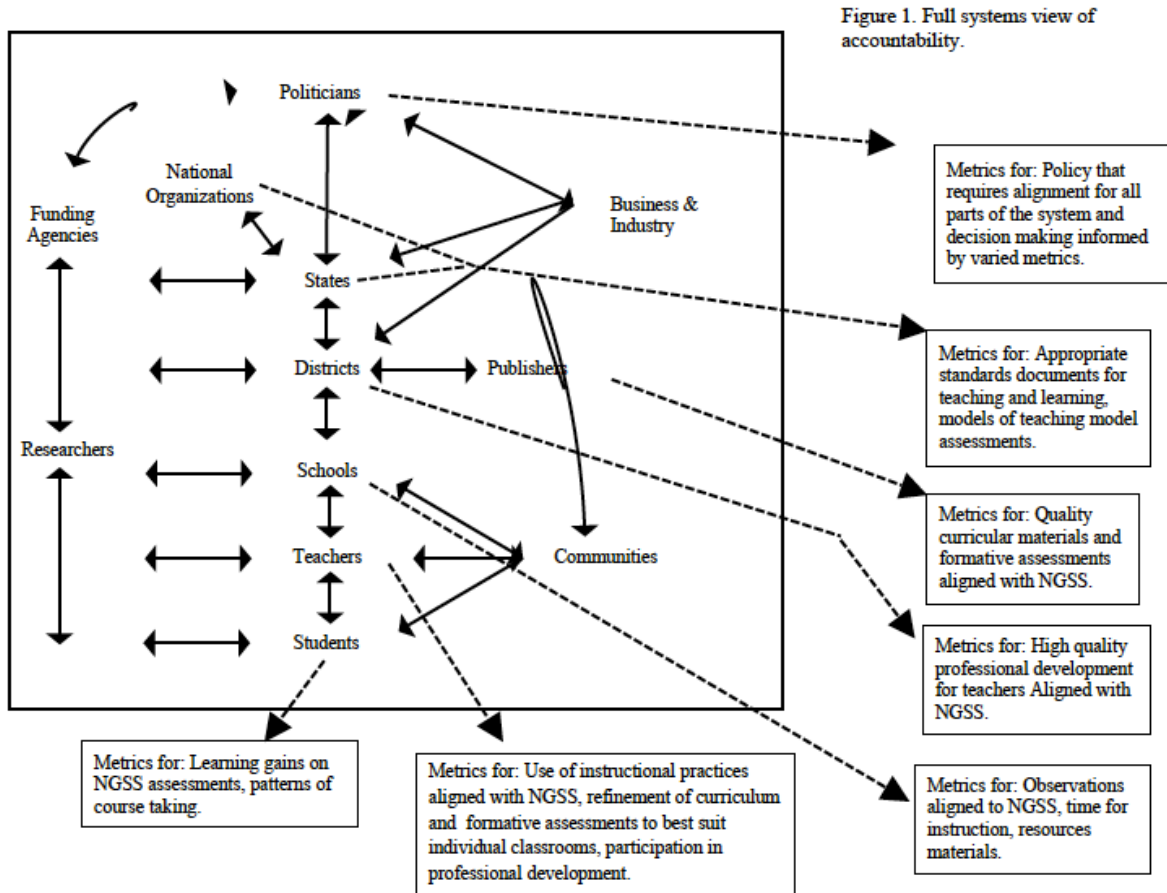 Figure 1. Full systems view of
accountability.
Politicians
National
Organizations
Funding
Agencies
Business &
Industry
States
Districts
Publishers
Researchers
Schools
Teachers
Communities
Students
Metrics for: Policy that
requires alignment for all
parts of the system and
decision making informed
by varied metrics.
Metrics for: Appropriate
standards documents for
teaching and learning,
models of teaching model
assessments.
Metrics for: Quality
curricular materials and
formative assessments
aligned with NGSS.
Metrics for: High quality
professional development
for teachers Aligned with
NGSS.
Metrics for: Observations
aligned to NGSS, time for
instruction, resources
materials.
Metrics for: Learning gains on
NGSS assessments, patterns of
course taking.
Metrics for: Use of instructional practices
aligned with NGSS, refinement of curriculum
and formative assessments to best suit
individual classrooms, participation in
professional development.